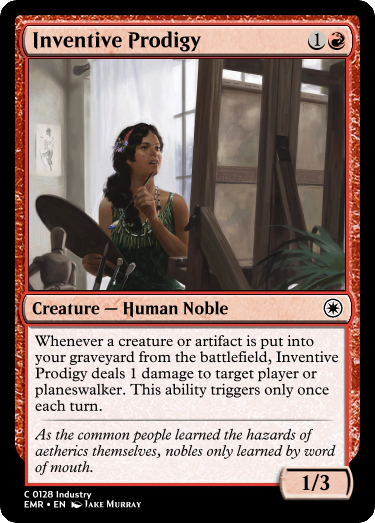 Inventive Prodigy
1
Creature — Human Noble
Whenever a creature or artifact is put into
your graveyard from the battlefield, Inventive
Prodigy deals 1 damage to target player or
planeswalker. This ability triggers only once
each turn.
As the common people learned the hazards of
aetherics themselves, nobles only learned by word
of mouth.
1/3
C 0128 Industry
EMR • EN Jake Murray